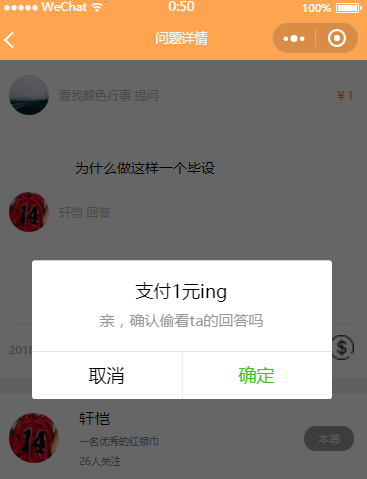 WeChat 0:50 100%
问题详情
看我颜色行事 提问 ￥1
为什么做这样一个毕设
轩恺 回答
支付1元ing
亲，确认偷看ta的回答吗
2018
取消 确定
轩恺
一名优秀的红领巾
26人关注
本尊